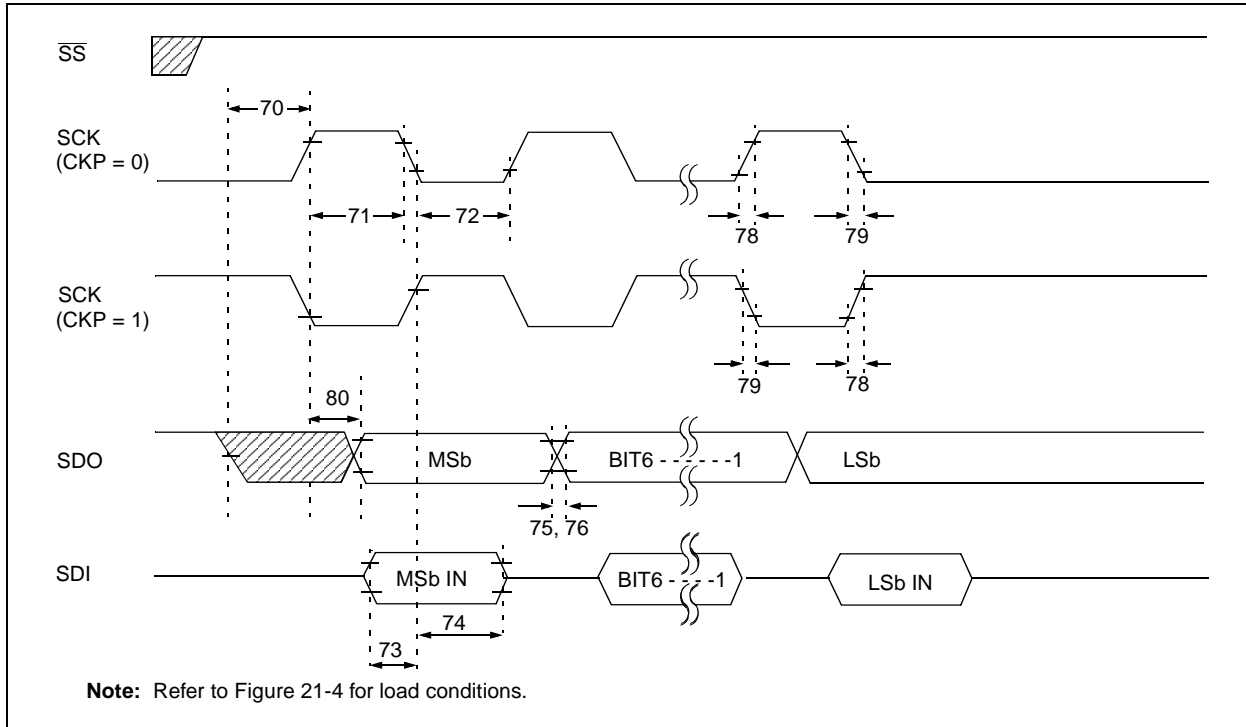 SS
70
SCK
(CKP = 0)
71
72
78
79
SCK
(CKP = 1)
79
78
80
SDO
MSb
BIT6 - - - - - -1
LSb
75, 76
SDI
MSb IN
BIT6 - - - -1
LSb IN
74
73
Note: Refer to Figure 21-4 for load conditions.